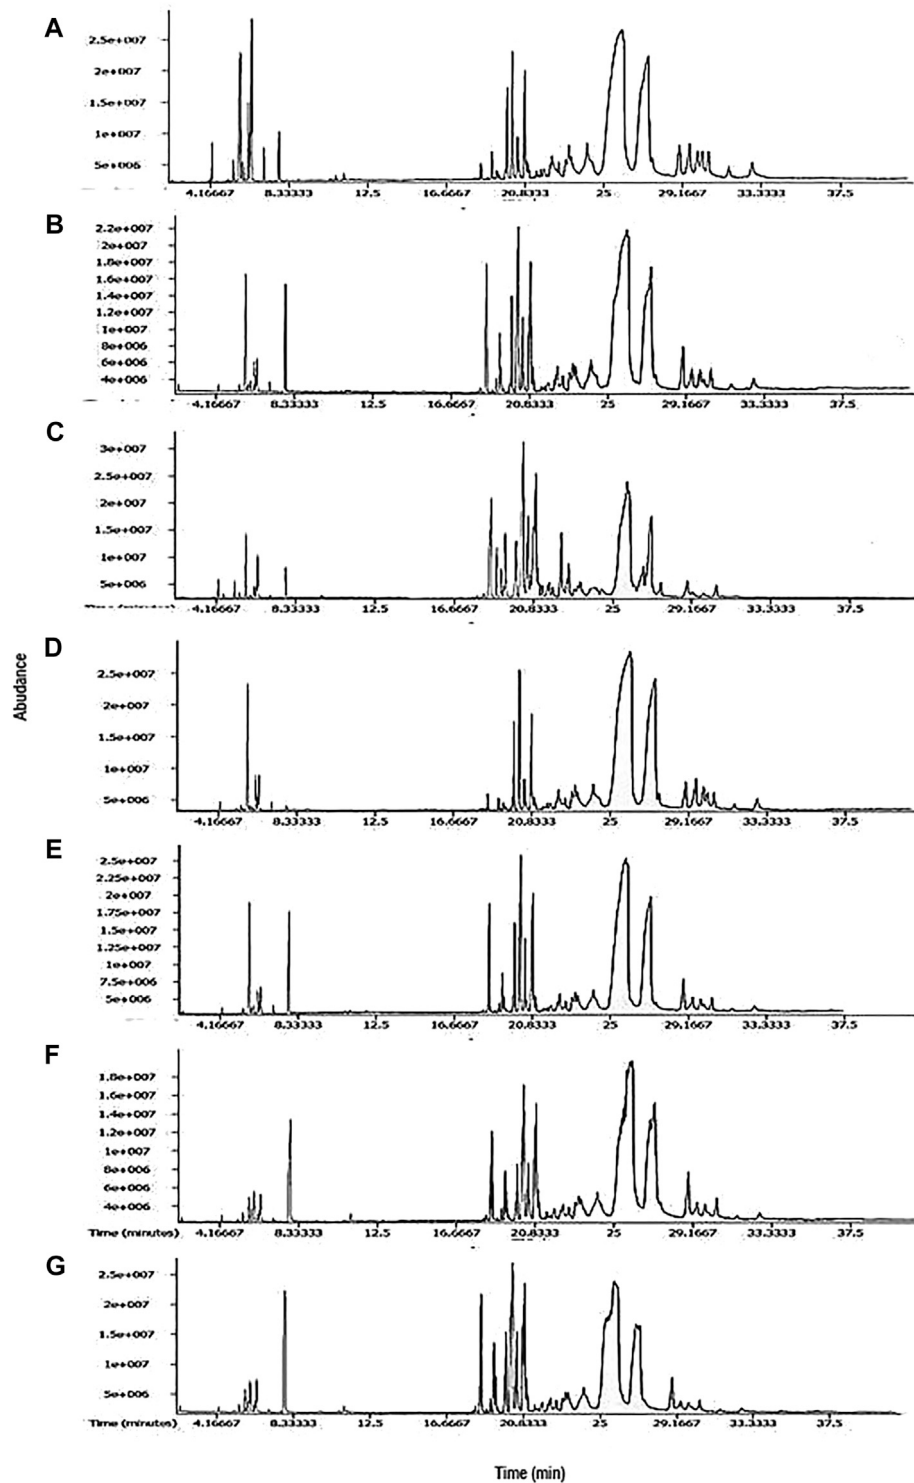 A
2.5e+007
2e+007
1.5e+007
1e+007
5e+006
4.16667 8.33333 12.5 16.6667 20.8333 25 29.1667 33.3333 37.5
B
2.2e+007
2e+007
1.8e+007
1.6e+007
1.4e+007
1.2e+007
1e+007
8e+006
6e+006
4e+006
4.16667 8.33333 12.5 16.6667 20.8333 25 29.1667 33.3333 37.5
C
3e+007
2.5e+007
2e+007
1.5e+007
1e+007
5e+006
4.16667 8.33333 12.5 16.6667 20.8333 25 29.1667 33.3333 37.5
D
2.5e+007
2e+007
1.5e+007
1e+007
5e+006
4.16667 8.33333 12.5 16.6667 20.8333 25 29.1667 33.3333 37.5
Abudance
E
2.5e+007
2.25e+007
2e+007
1.75e+007
1.5e+007
1.25e+007
1e+007
7.5e+006
5e+006
4.16667 8.33333 12.5 16.6667 20.8333 25 29.1667 33.3333 37.5
F
1.8e+007
1.6e+007
1.4e+007
1.2e+007
1e+007
8e+006
6e+006
4e+006
Time (minutes) 4.16667 8.33333 12.5 16.6667 20.8333 25 29.1667 33.3333 37.5
G
2.5e+007
2e+007
1.5e+007
1e+007
5e+006
Time (minutes) 4.16667 8.33333 12.5 16.6667 20.8333 25 29.1667 33.3333 37.5
Time (min)